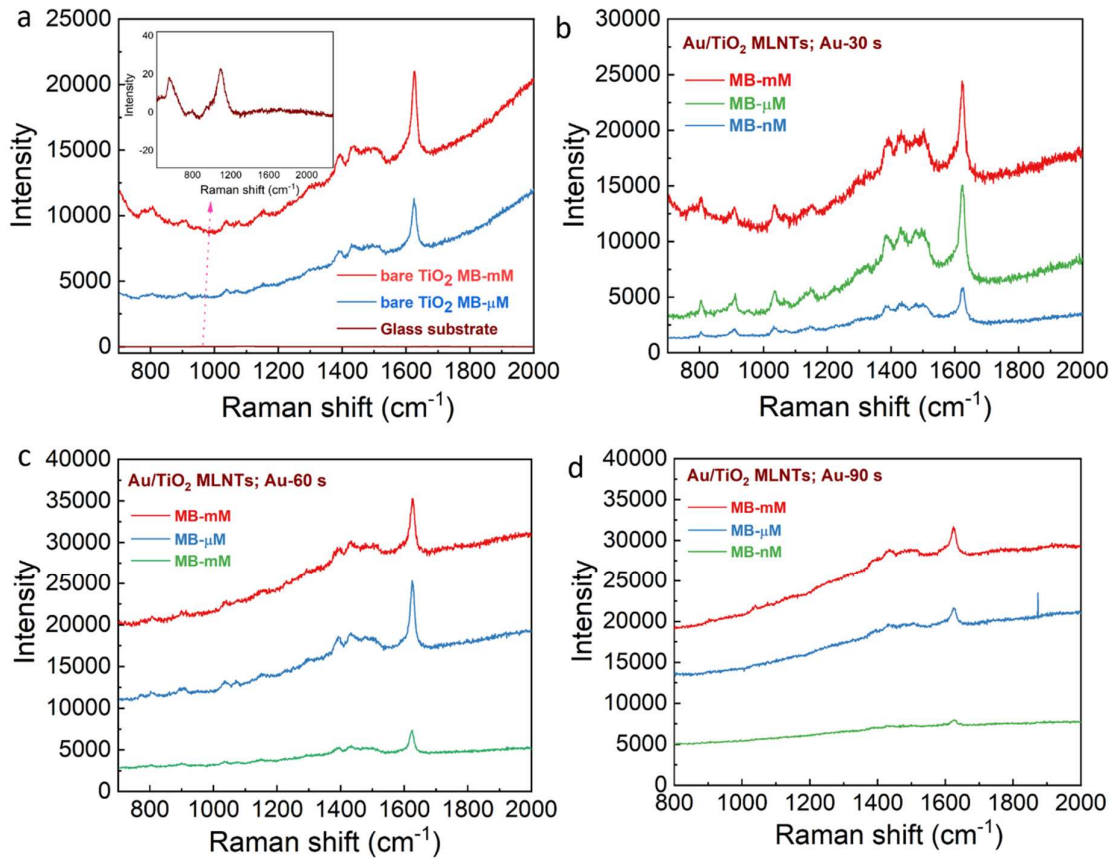 a
25000
20000
15000
10000
5000
0
Intensity
800 1000 1200 1400 1600 1800 2000
Raman shift (cm⁻¹)
40
20
0
-20
Intensity
400 800 1200 1600 2000
Raman shift (cm⁻¹)
bare TiO₂ MB-mM
bare TiO₂ MB-μM
Glass substrate
b
30000
25000
20000
15000
10000
5000
0
Intensity
800 1000 1200 1400 1600 1800 2000
Raman shift (cm⁻¹)
Au/TiO₂ MLNTs; Au-30 s
MB-mM
MB-μM
MB-nM
c
40000
35000
30000
25000
20000
15000
10000
5000
0
Intensity
800 1000 1200 1400 1600 1800 2000
Raman shift (cm⁻¹)
Au/TiO₂ MLNTs; Au-60 s
MB-mM
MB-μM
MB-mM
d
40000
35000
30000
25000
20000
15000
10000
5000
0
Intensity
800 1000 1200 1400 1600 1800 2000
Raman shift (cm⁻¹)
Au/TiO₂ MLNTs; Au-90 s
MB-mM
MB-μM
MB-nM